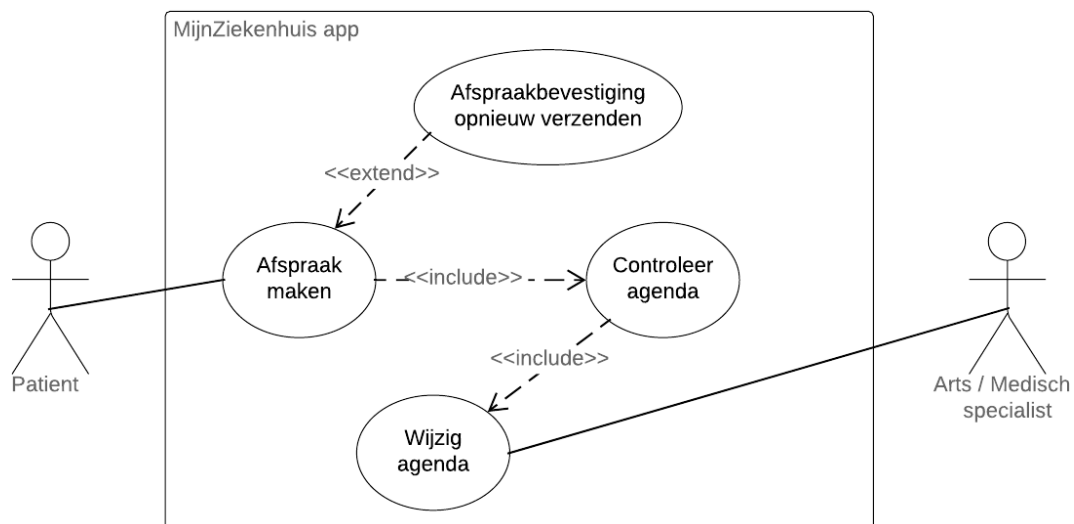 MijnZiekenhuis app
Afspraakbevestiging
opnieuw verzenden
<<extend>>
Afspraak
maken
<<include>>
Controleer
agenda
<<include>>
Wijzig
agenda
Patient
Arts / Medisch
specialist